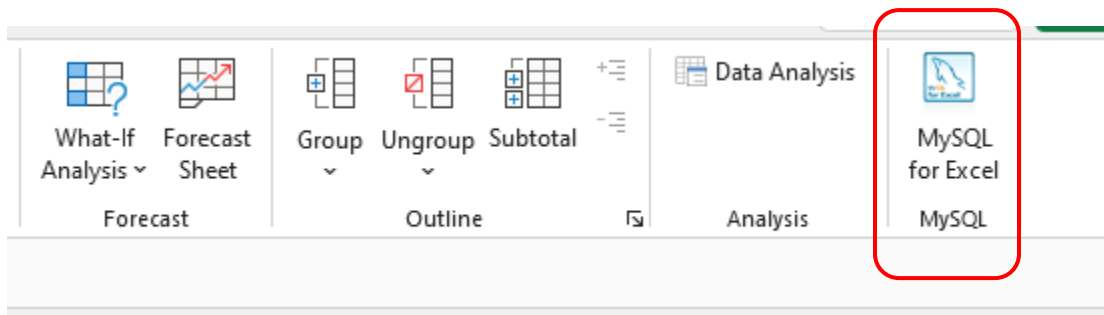 What-If
Analysis
Forecast
Sheet
Forecast
Group
Ungroup
Subtotal
Outline
Data Analysis
Analysis
MySQL
for Excel
MySQL